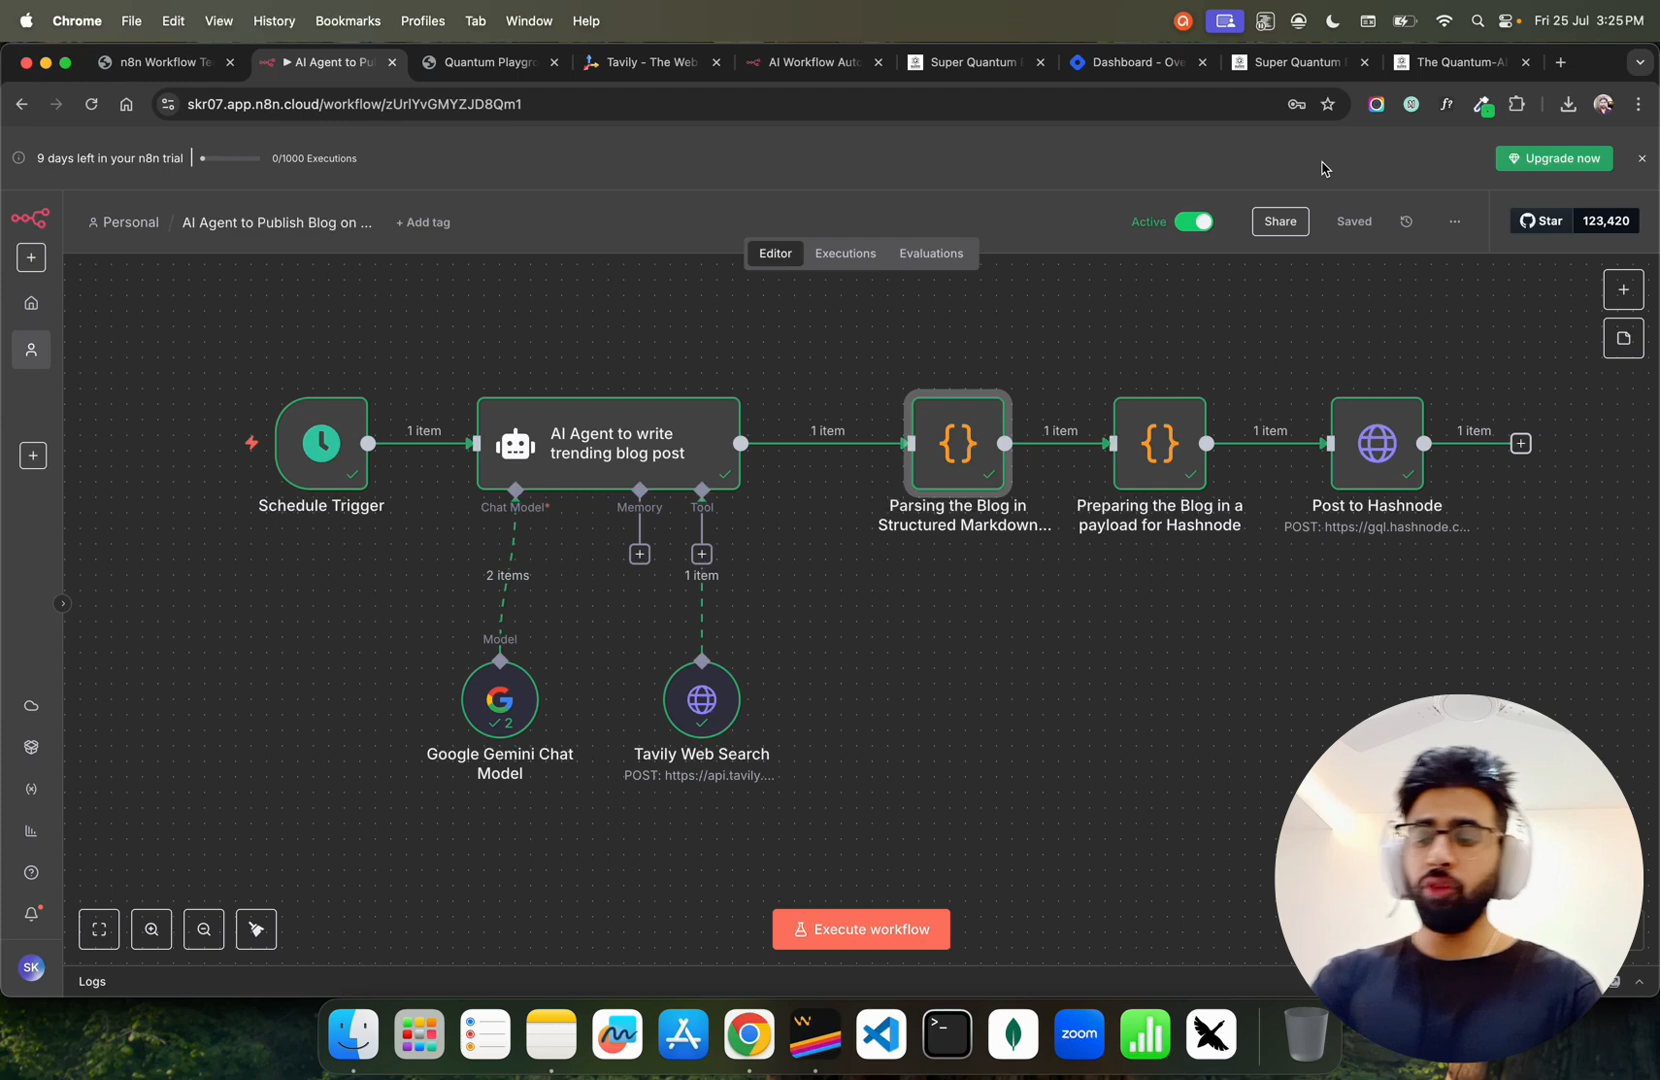 Chrome File Edit View History Bookmarks Profiles Tab Window Help Fri 25 Jul 3:25 PM
n8n Workflow Te AI Agent to Pu Quantum Playgro Tavily - The Web AI Workflow Auto Super Quantum Dashboard - Ove Super Quantum The Quantum-AI
skr07.app.n8n.cloud/workflow/zUrlYvGMYZJD8Qm1
9 days left in your n8n trial 0/1000 Executions Upgrade now
Personal / AI Agent to Publish Blog on ... + Add tag Active Share Saved ... Star 123,420
Editor Executions Evaluations
1 item
AI Agent to write
trending blog post
1 item
1 item
1 item
1 item
Schedule Trigger
Chat Model* Memory Tool
Parsing the Blog in
Structured Markdown...
Preparing the Blog in a
payload for Hashnode
Post to Hashnode
POST: https://gql.hashnode.c...
2 items
1 item
Model
2
Google Gemini Chat
Model
Tavily Web Search
POST: https://api.tavily....
Execute workflow
SK
Logs
zoom